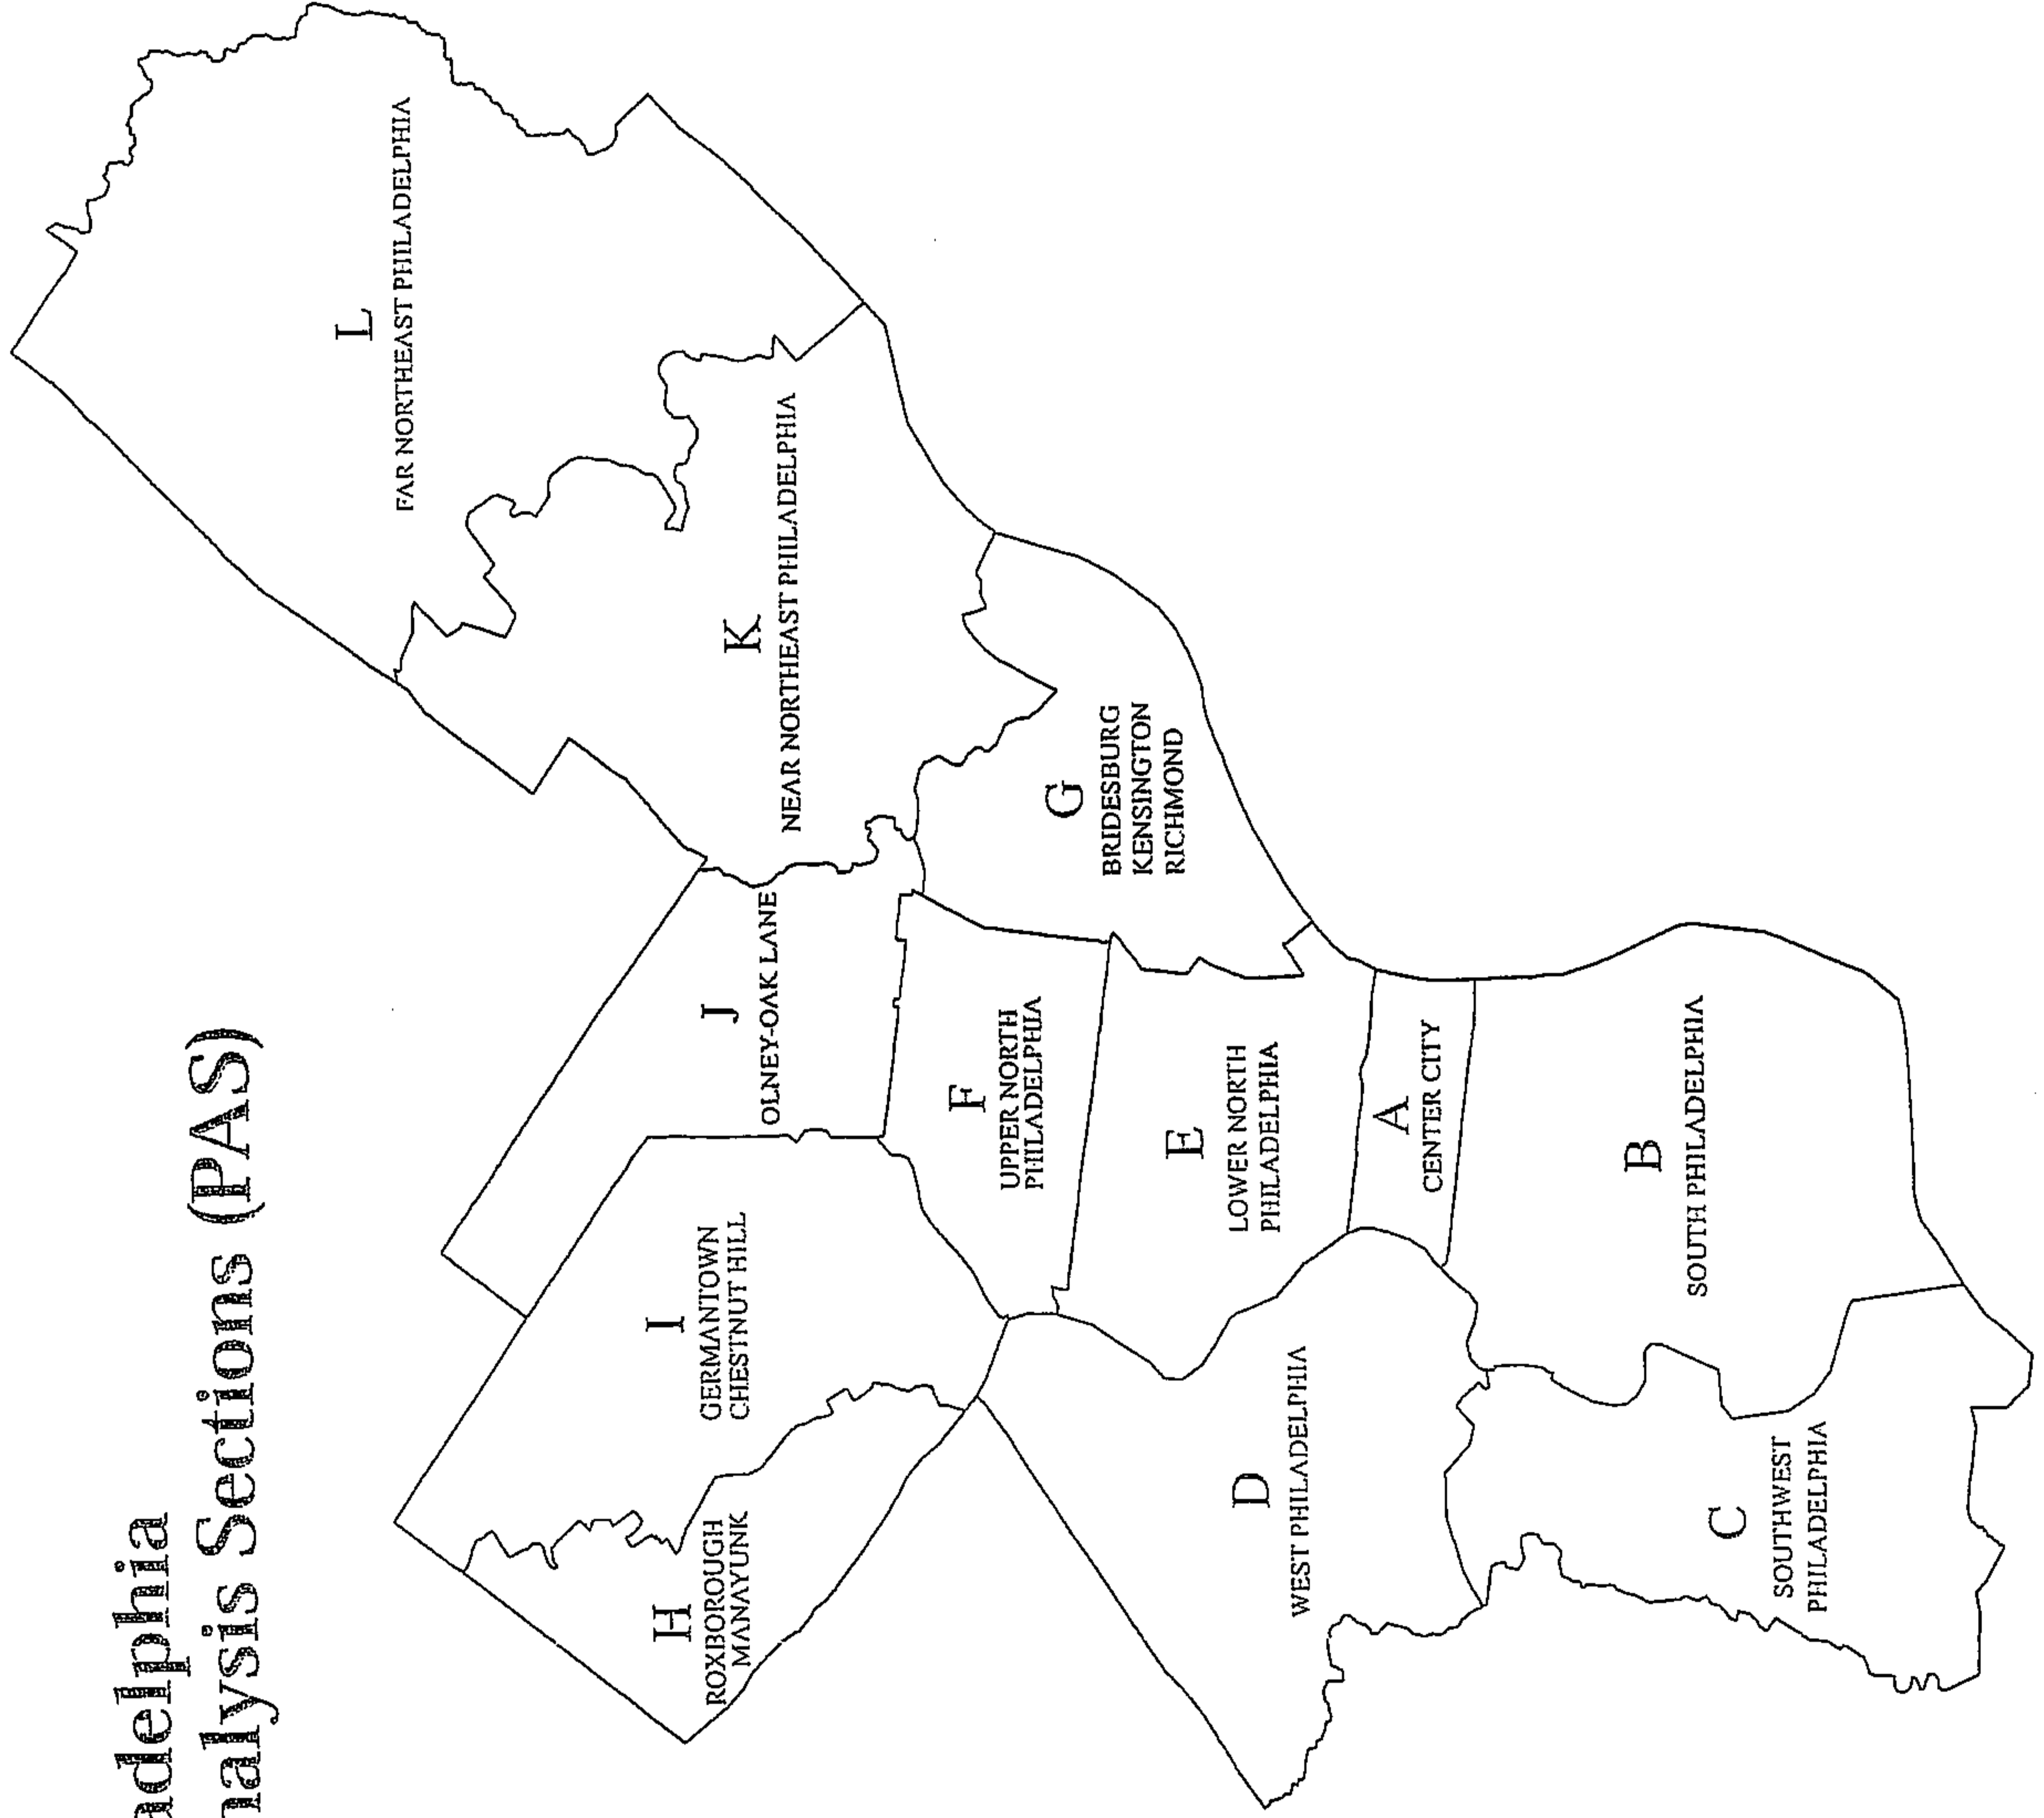 adelphia
nalysis Sections (PAS)
L
FAR NORTHEAST PHILADELPHIA
H
ROXBOROUGH
MANAYUNK
I
GERMANTOWN
CHESTNUT HILL
J
OLNEY-OAK LANE
K
NEAR NORTHEAST PHILADELPHIA
F
UPPER NORTH
PHILADELPHIA
G
BRIDESBURG
KENSINGTON
RICHMOND
E
LOWER NORTH
PHILADELPHIA
D
WEST PHILADELPHIA
A
CENTER CITY
B
SOUTH PHILADELPHIA
C
SOUTHWEST
PHILADELPHIA